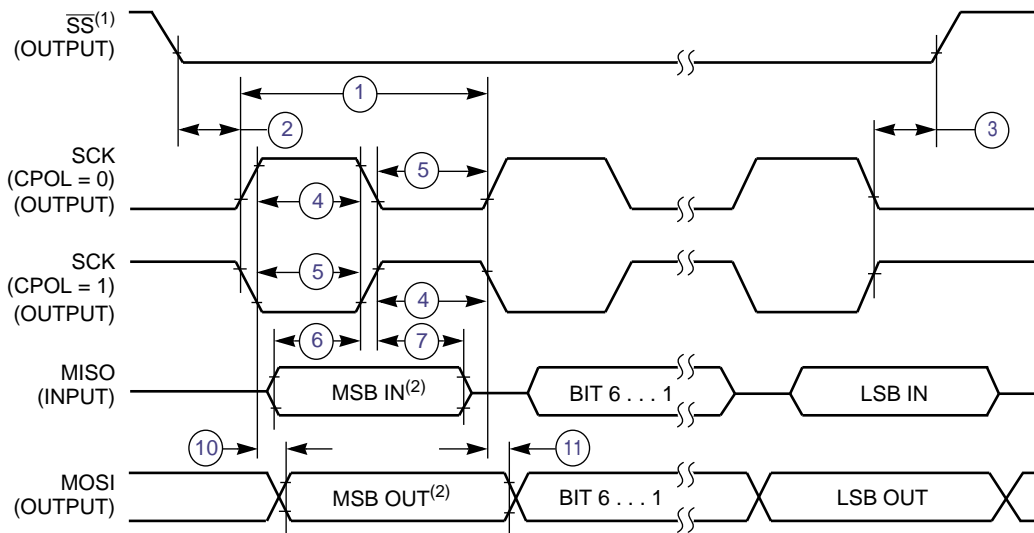 SS(1)
(OUTPUT)
1
2
3
SCK
(CPOL = 0)
(OUTPUT)
5
4
SCK
(CPOL = 1)
(OUTPUT)
5
4
6
7
MISO
(INPUT)
MSB IN(2)
BIT 6 . . . 1
LSB IN
10
11
MOSI
(OUTPUT)
MSB OUT(2)
BIT 6 . . . 1
LSB OUT